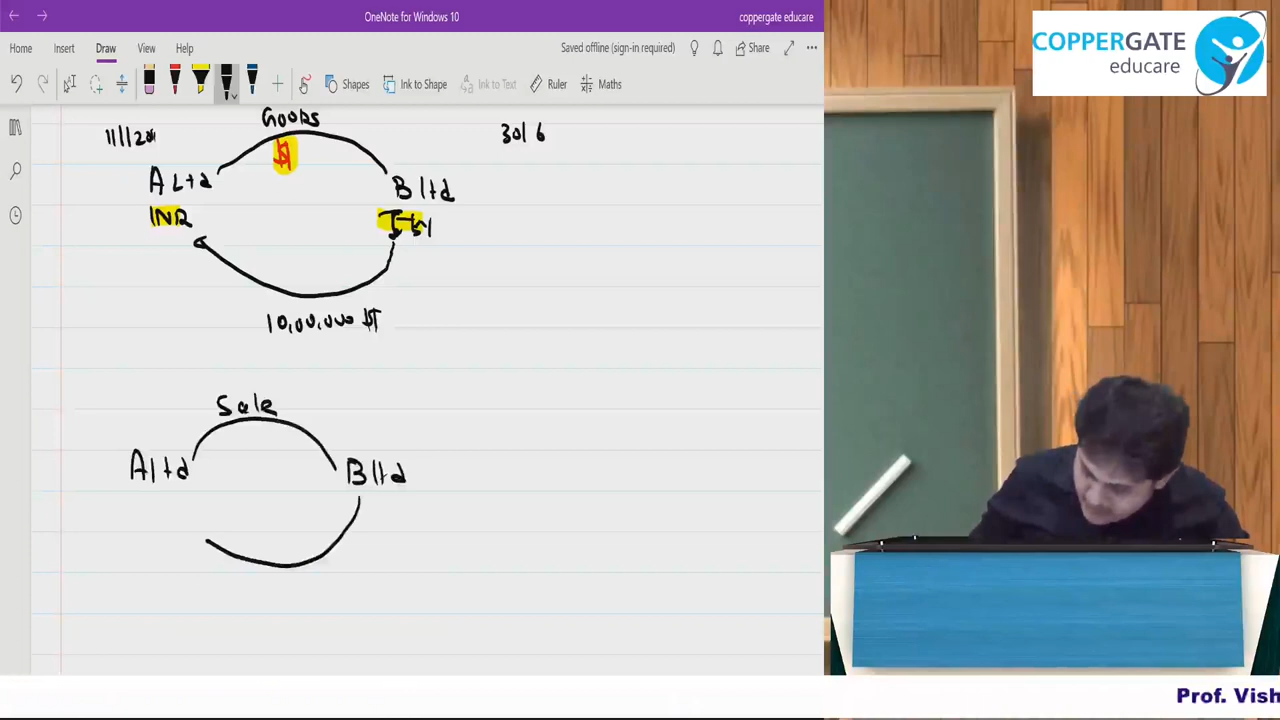 OneNote for Windows 10
coppergate educare
Home
Insert
Draw
View
Help
Saved offline (sign-in required)
Share
Shapes
Ink to Shape
Ink to Text
Ruler
Maths
COPPERGATE
educare
Goods
30/6
$
A Ltd
B ltd
INR
10,00,000 $
Sale
A ltd
B ltd
Prof. Vish